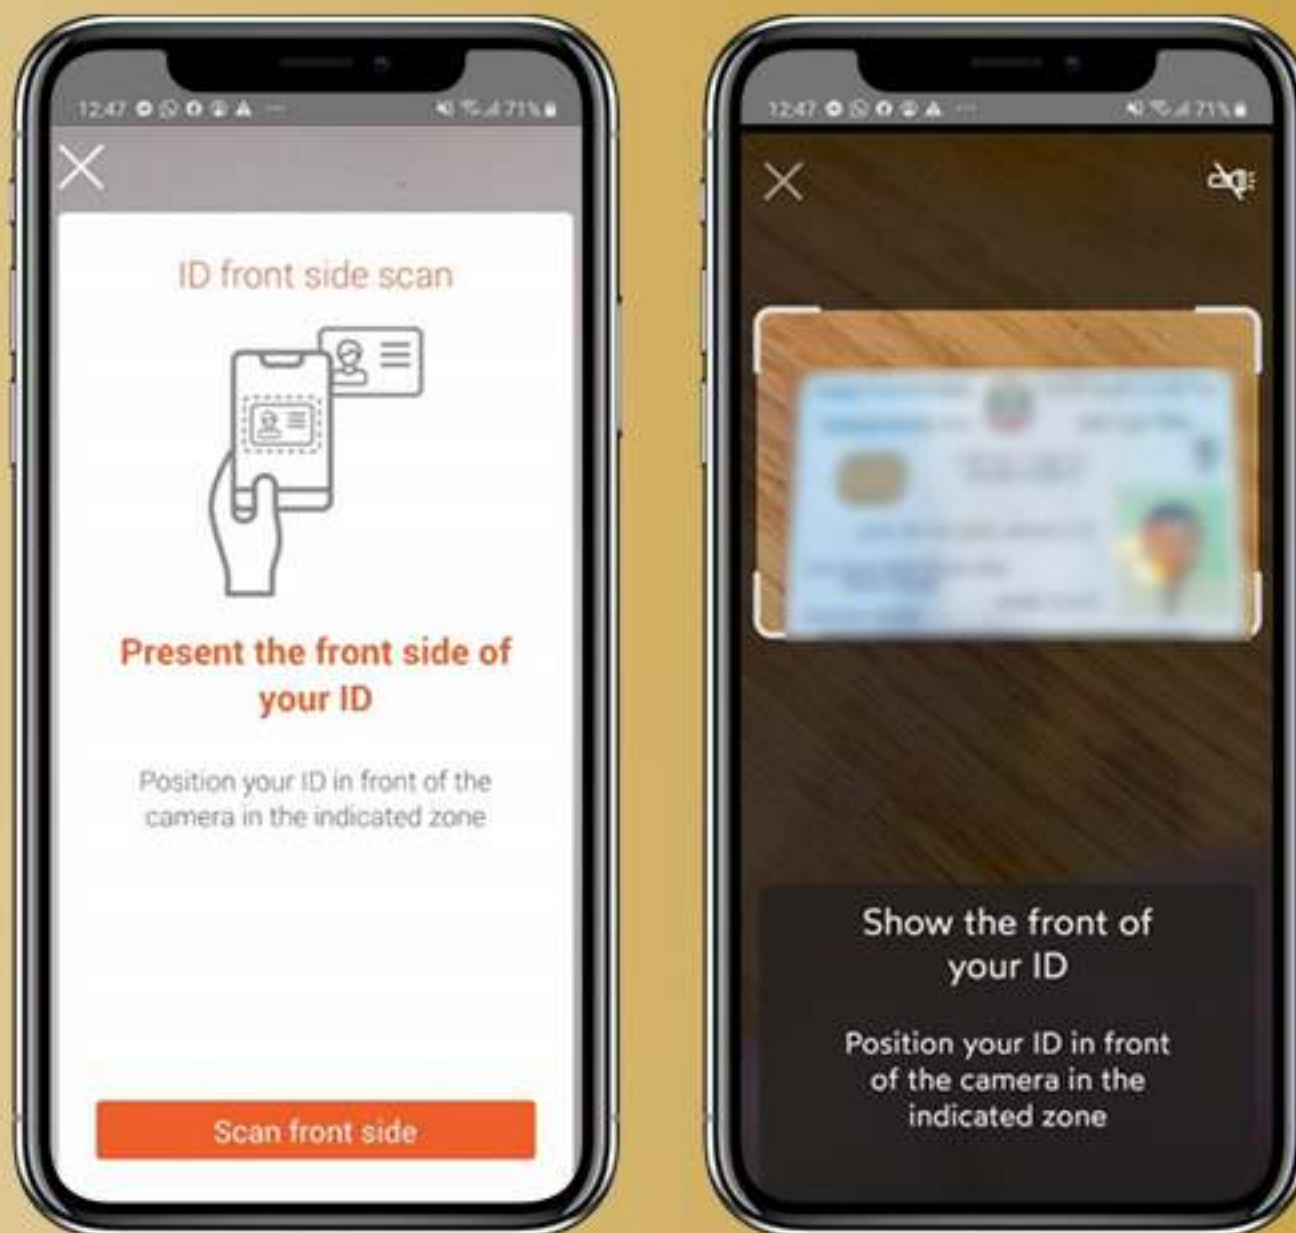 12:47
71%
ID front side scan
Present the front side of
your ID
Position your ID in front of the
camera in the indicated zone
Scan front side
12:47
71%
Show the front of
your ID
Position your ID in front
of the camera in the
indicated zone